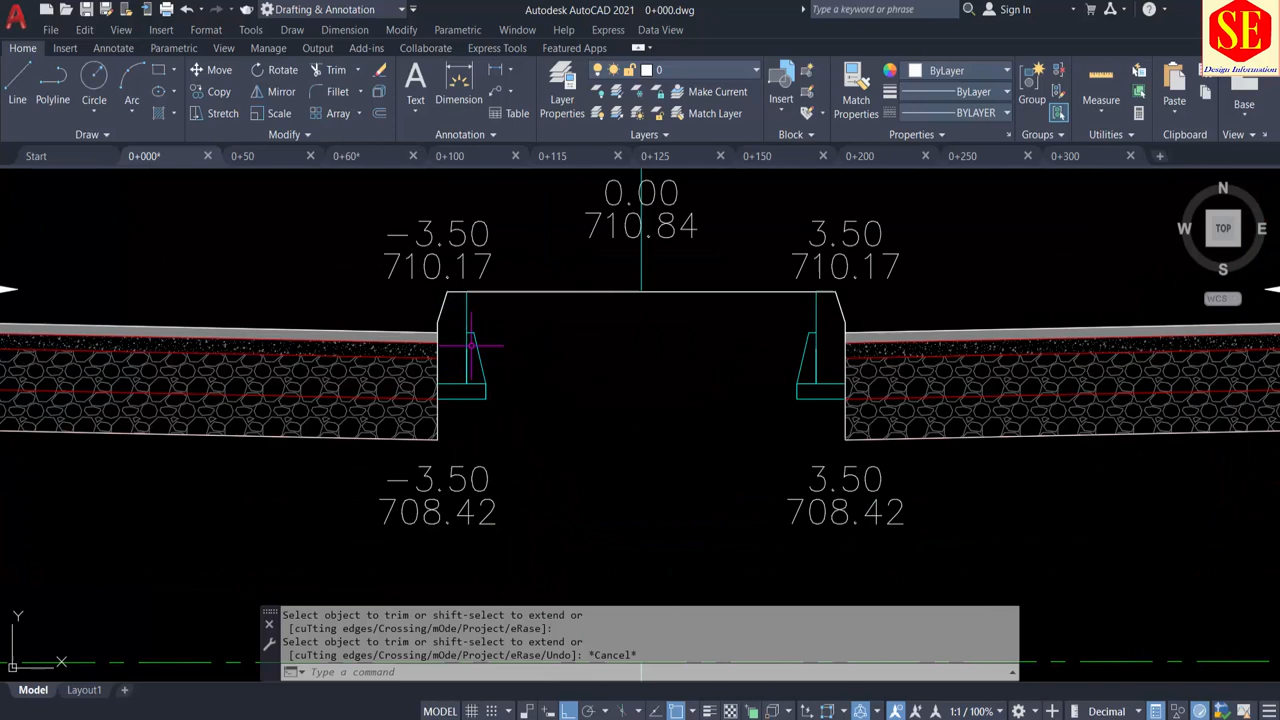 Drafting & Annotation
Autodesk AutoCAD 2021 0+000.dwg
Type a keyword or phrase
Sign In
SE
Design Information
File Edit View Insert Format Tools Draw Dimension Modify Parametric Window Help Express Data View
Home Insert Annotate Parametric View Manage Output Add-ins Collaborate Express Tools Featured Apps
Line
Polyline
Circle
Arc
Draw
Move
Copy
Stretch
Rotate
Mirror
Scale
Trim
Fillet
Array
Modify
Text
Dimension
Table
Annotation
Layer
Properties
0
Make Current
Match Layer
Layers
Insert
Block
Match
Properties
ByLayer
ByLayer
BYLAYER
Properties
Group
Groups
Measure
Utilities
Paste
Clipboard
Base
View
Start 0+000* 0+50 0+60* 0+100 0+115 0+125 0+150 0+200 0+250 0+300
0.00
710.84
-3.50
710.17
3.50
710.17
-3.50
708.42
3.50
708.42
N
W TOP E
S
WCS
Y
X
Select object to trim or shift-select to extend or
[cuTting edges/Crossing/mOde/Project/eRase]:
Select object to trim or shift-select to extend or
[cuTting edges/Crossing/mOde/Project/eRase/Undo]: *Cancel*
Type a command
Model Layout1
MODEL
1:1 / 100%
Decimal